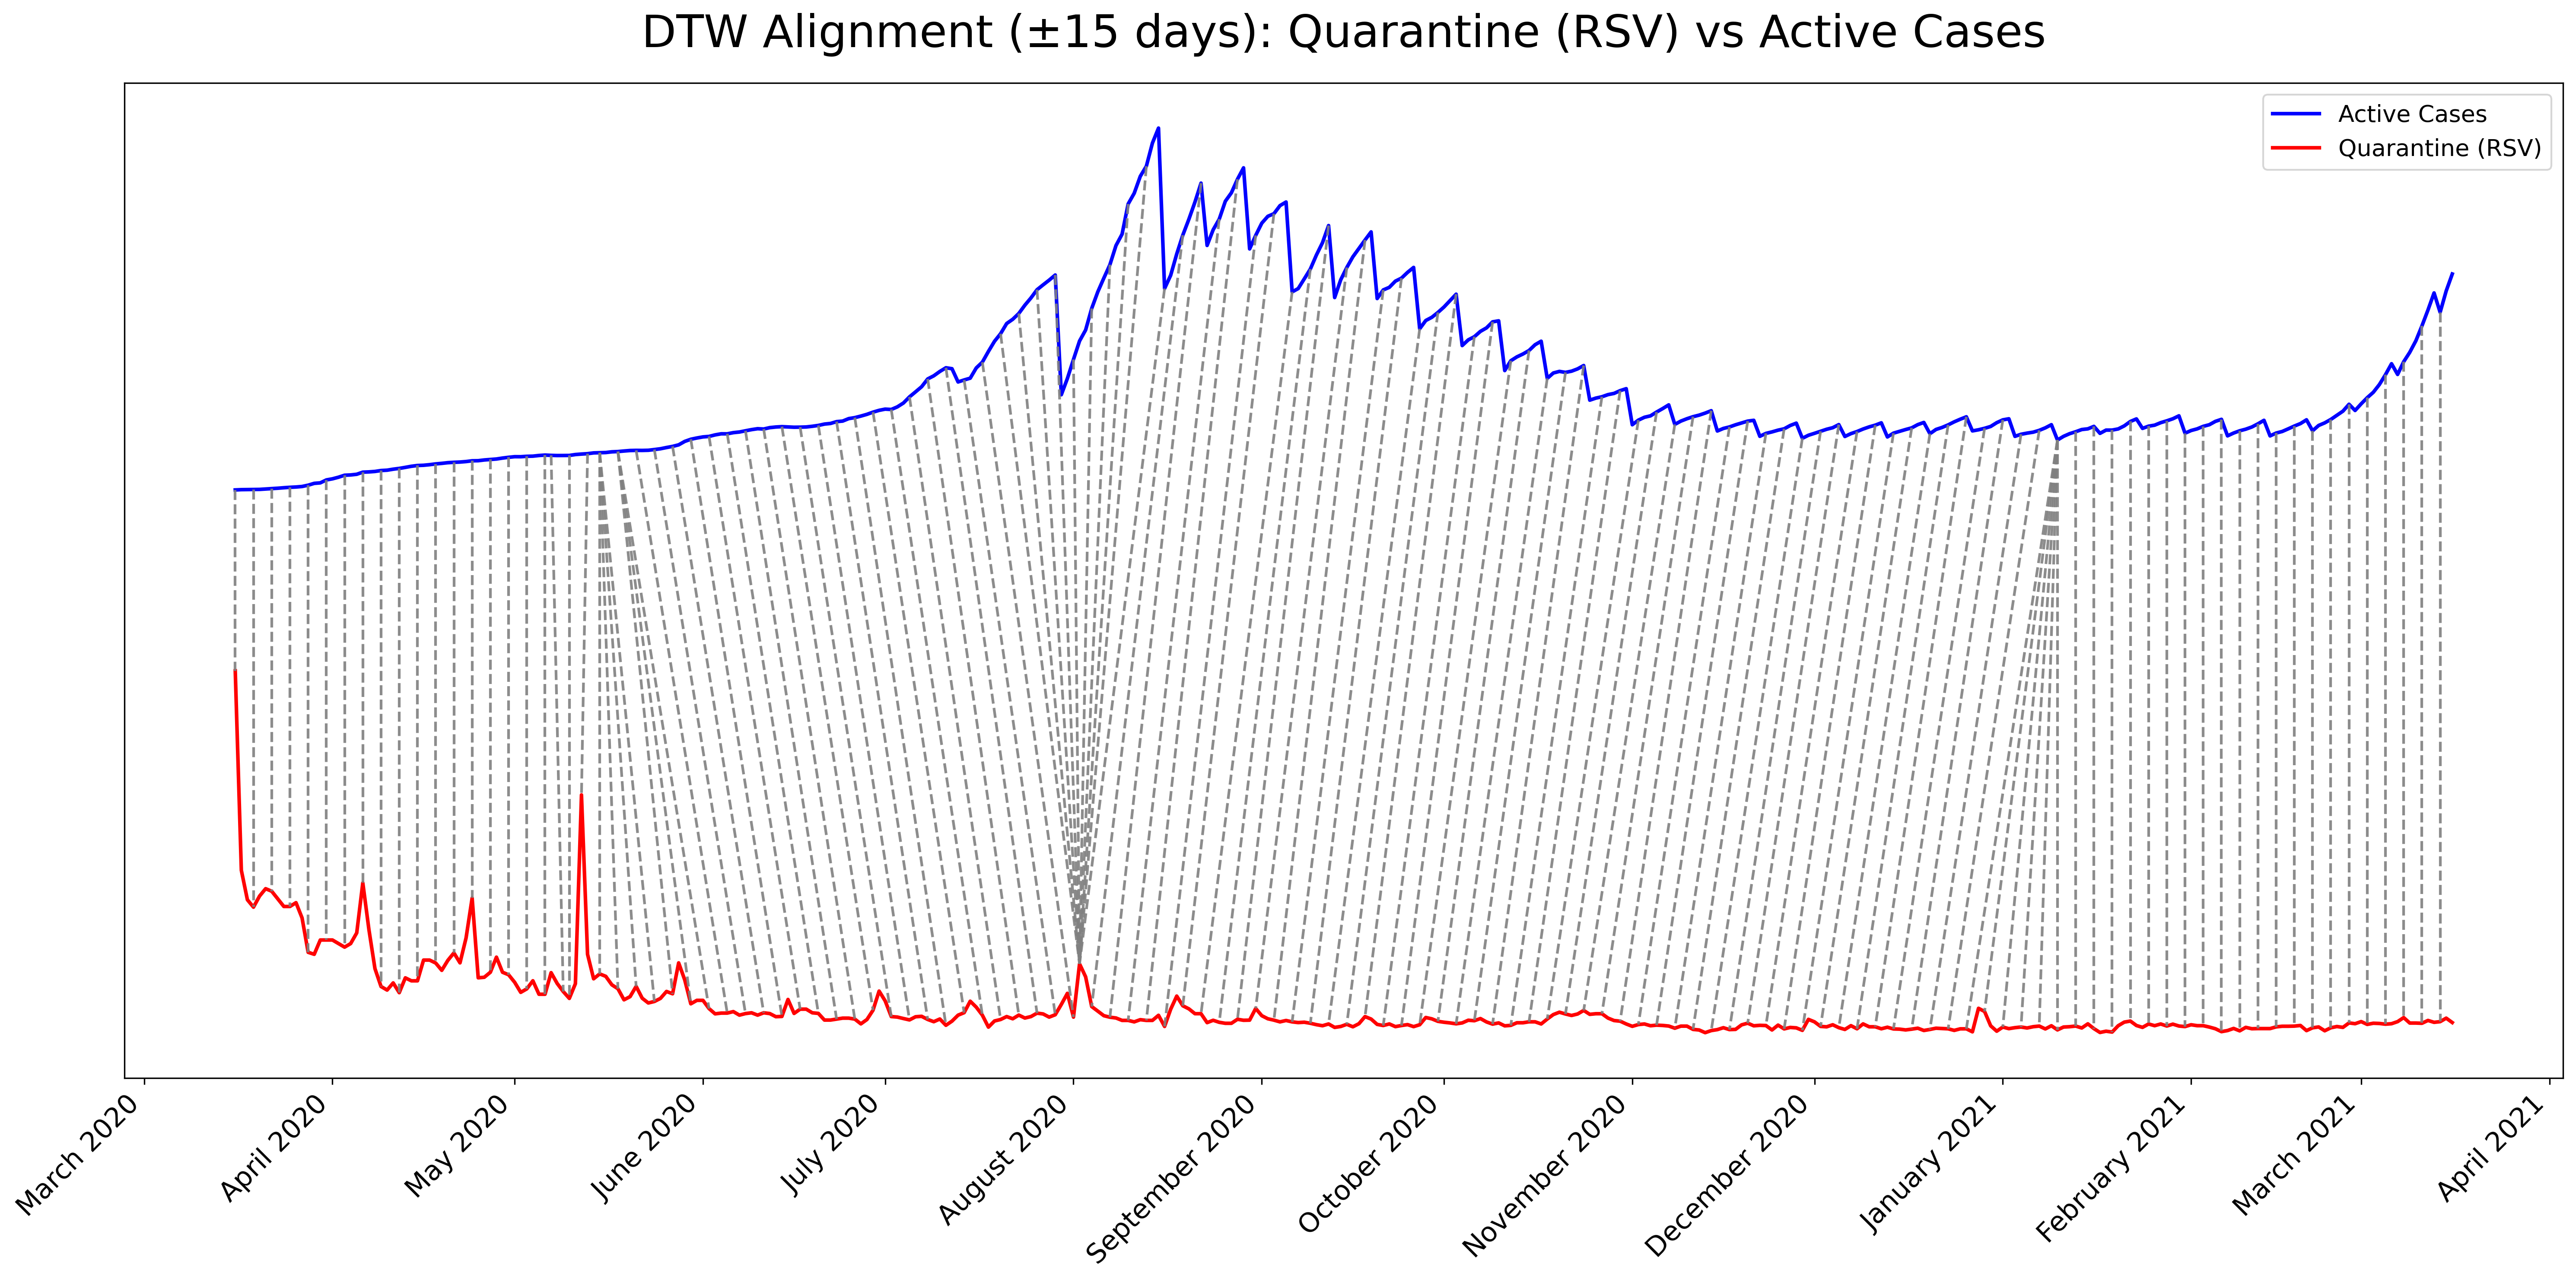 DTW Alignment (±15 days): Quarantine (RSV) vs Active Cases
Active Cases
Quarantine (RSV)
March 2020
April 2020
May 2020
June 2020
July 2020
August 2020
September 2020
October 2020
November 2020
December 2020
January 2021
February 2021
March 2021
April 2021